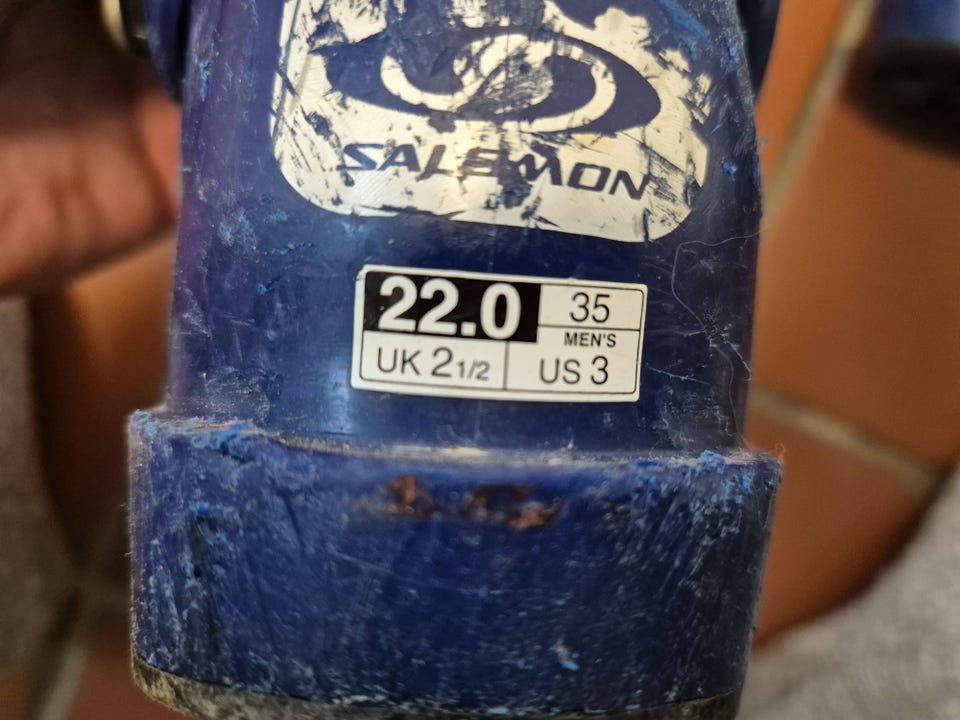 SALOMON
22.0
35
MEN'S
UK 2 1/2
US 3